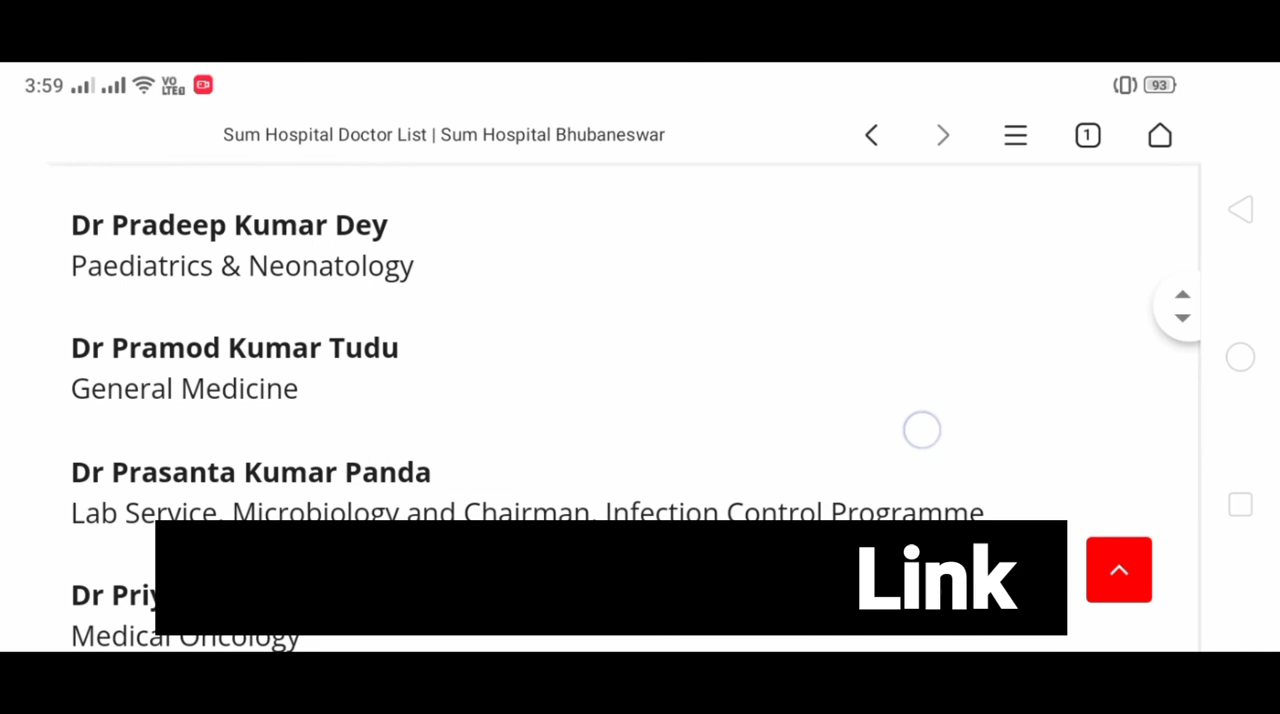 3:59 VO LTE 93
Sum Hospital Doctor List | Sum Hospital Bhubaneswar 1
Dr Pradeep Kumar Dey
Paediatrics & Neonatology
Dr Pramod Kumar Tudu
General Medicine
Dr Prasanta Kumar Panda
Lab Service, Microbiology and Chairman, Infection Control Programme
Link
Dr
Medical Oncology